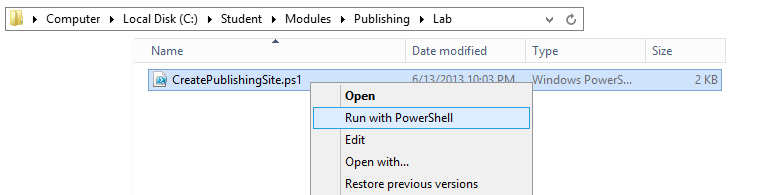 Computer Local Disk (C:) Student Modules Publishing Lab
Name Date modified Type Size
CreatePublishingSite.ps1 6/13/2013 10:03 PM Windows PowerS... 2 KB
Open
Run with PowerShell
Edit
Open with...
Restore previous versions